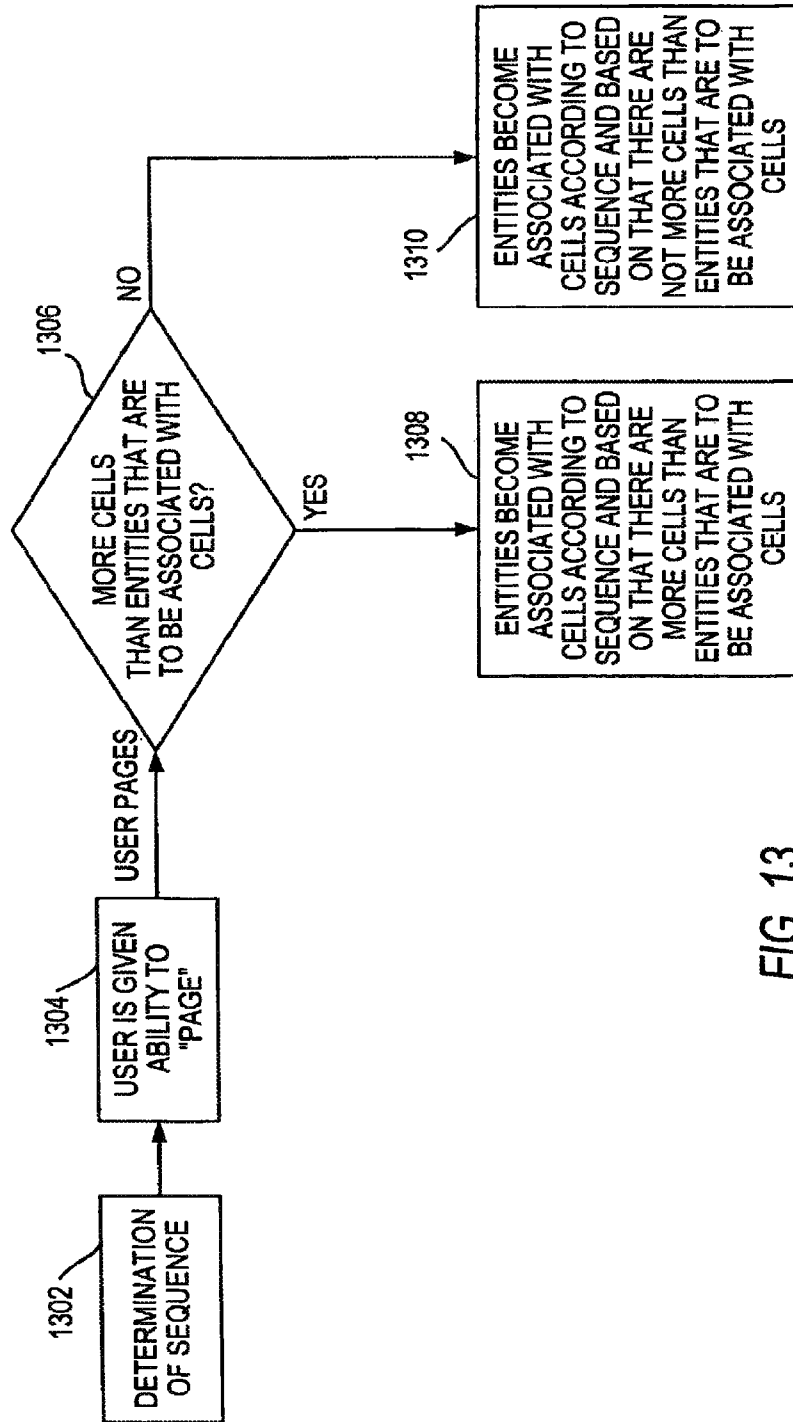 1302
DETERMINATION
OF SEQUENCE
1304
USER IS GIVEN
ABILITY TO
"PAGE"
USER PAGES
1306
MORE CELLS
THAN ENTITIES THAT ARE
TO BE ASSOCIATED WITH
CELLS?
NO
YES
1308
ENTITIES BECOME
ASSOCIATED WITH
CELLS ACCORDING TO
SEQUENCE AND BASED
ON THAT THERE ARE
MORE CELLS THAN
ENTITIES THAT ARE TO
BE ASSOCIATED WITH
CELLS
1310
ENTITIES BECOME
ASSOCIATED WITH
CELLS ACCORDING TO
SEQUENCE AND BASED
ON THAT THERE ARE
NOT MORE CELLS THAN
ENTITIES THAT ARE TO
BE ASSOCIATED WITH
CELLS
FIG. 13